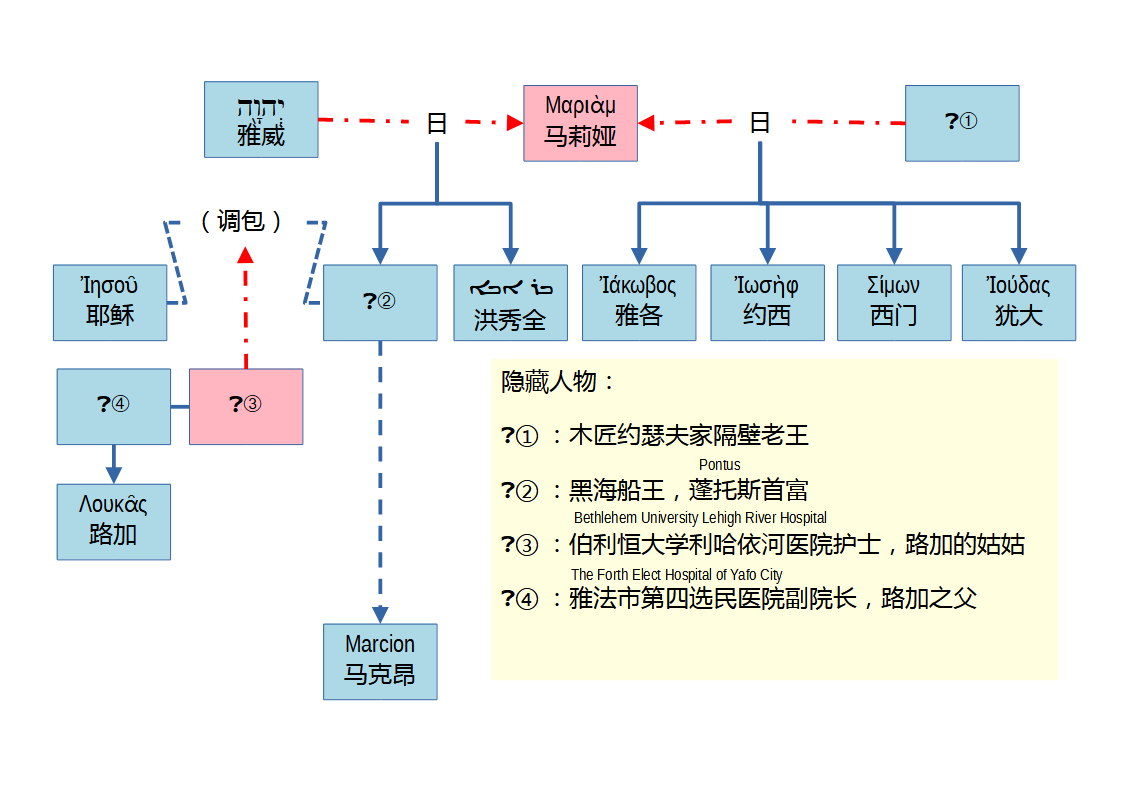 יְהוָה
雅威
日
Μαριὰμ
马莉娅
日
?①
（调包）
Ἰησοῦ
耶稣
?②
洪秀全
Ἰάκωβος
雅各
Ἰωσὴφ
约西
Σίμων
西门
Ἰούδας
犹大
?④
?③
Λουκᾶς
路加
Marcion
马克昂
隐藏人物：
?①：木匠约瑟夫家隔壁老王
Pontus
?②：黑海船王，蓬托斯首富
Bethlehem University Lehigh River Hospital
?③：伯利恒大学利哈依河医院护士，路加的姑姑
The Forth Elect Hospital of Yafo City
?④：雅法市第四选民医院副院长，路加之父